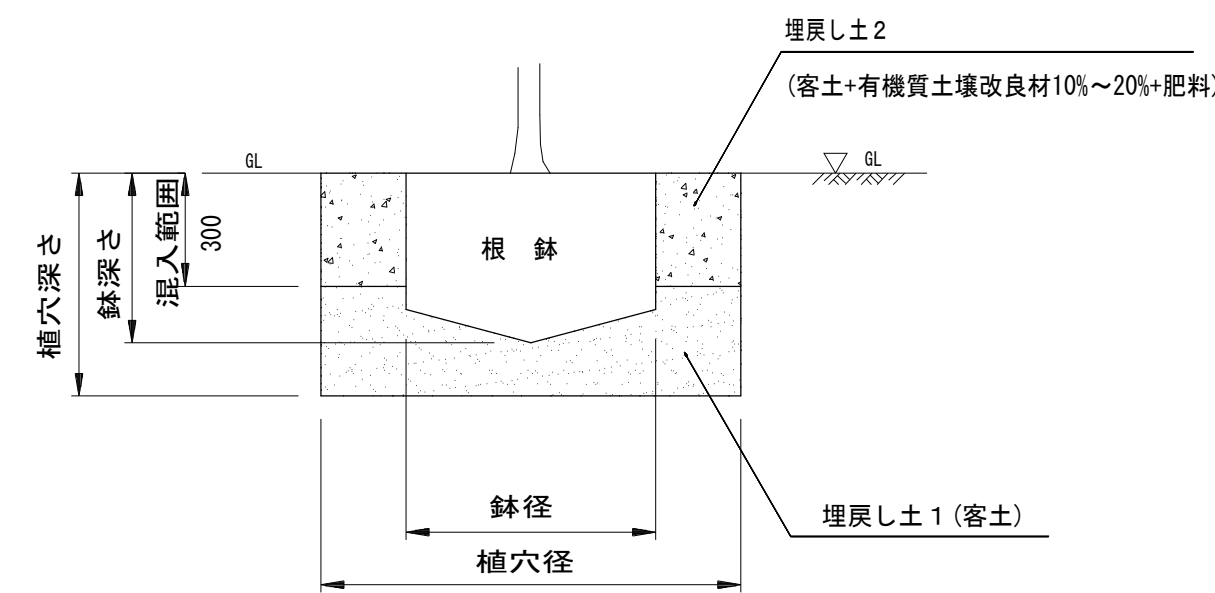 埋戻し土2
(客土+有機質土壌改良材10%～20%+肥料)
GL
GL
植穴深さ
鉢深さ
混入範囲
300
根 鉢
鉢径
埋戻し土1(客土)
植穴径